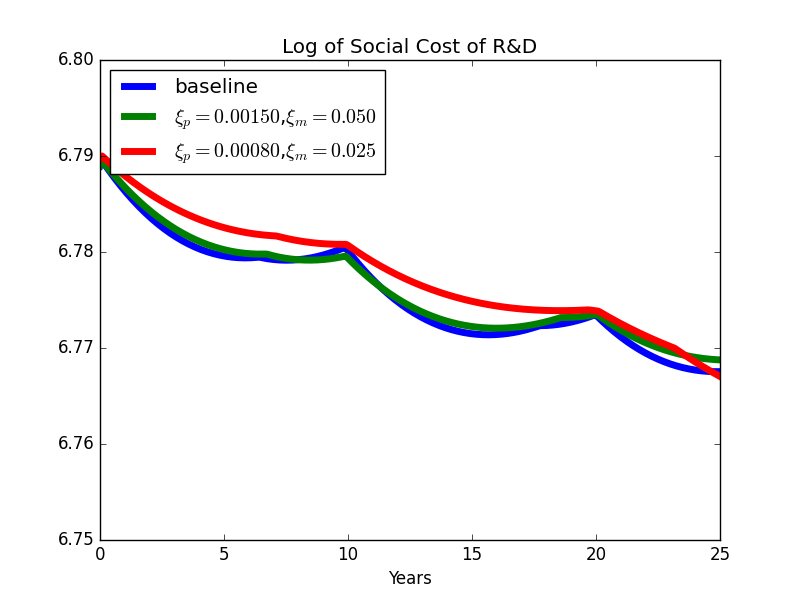 Log of Social Cost of R&D
6.80
6.79
6.78
6.77
6.76
6.75
baseline
ξp = 0.00150,ξm = 0.050
ξp = 0.00080,ξm = 0.025
0 5 10 15 20 25
Years